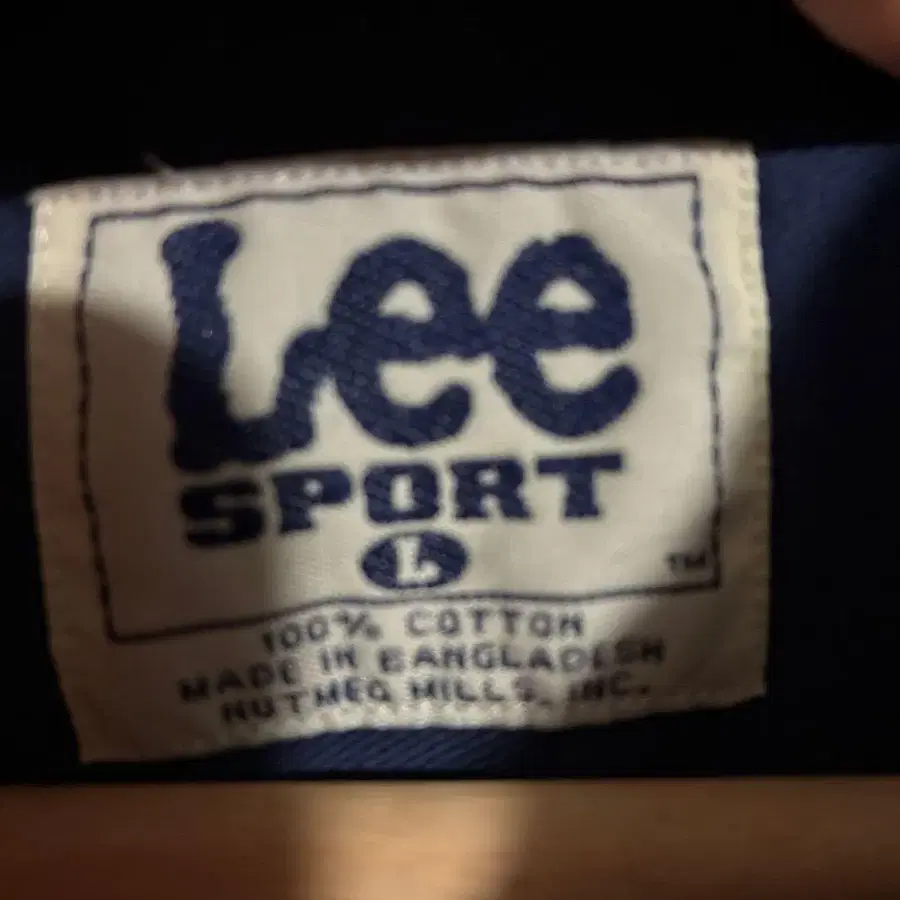 Lee
SPORT
L
TM
100% COTTON
MADE IN BANGLADESH
NUTMEG MILLS, INC.